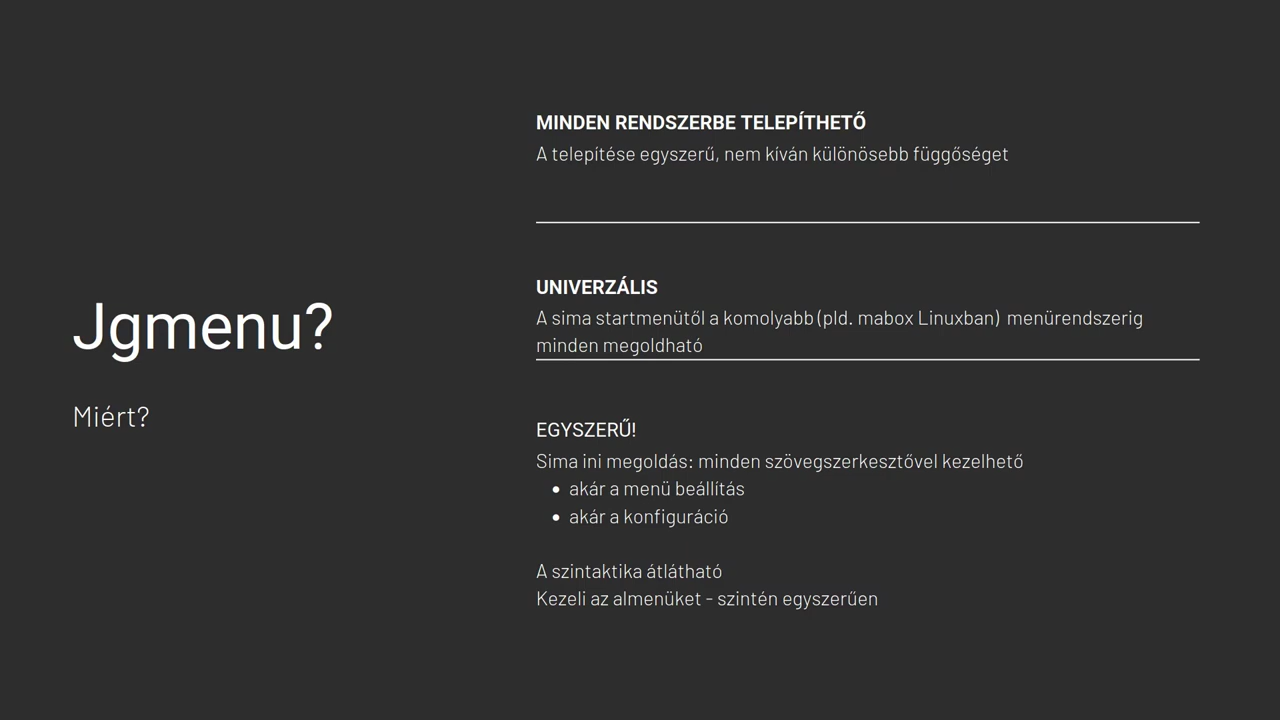 Jgmenu?
Miért?
MINDEN RENDSZERBE TELEPÍTHETŐ
A telepítése egyszerű, nem kíván különösebb függőséget
UNIVERZÁLIS
A sima startmenütől a komolyabb (pld. mabox Linuxban)  menürendszerig
minden megoldható
EGYSZERŰ!
Sima ini megoldás: minden szövegszerkesztővel kezelhető
• akár a menü beállítás
• akár a konfiguráció
A szintaktika átlátható
Kezeli az almenüket - szintén egyszerűen